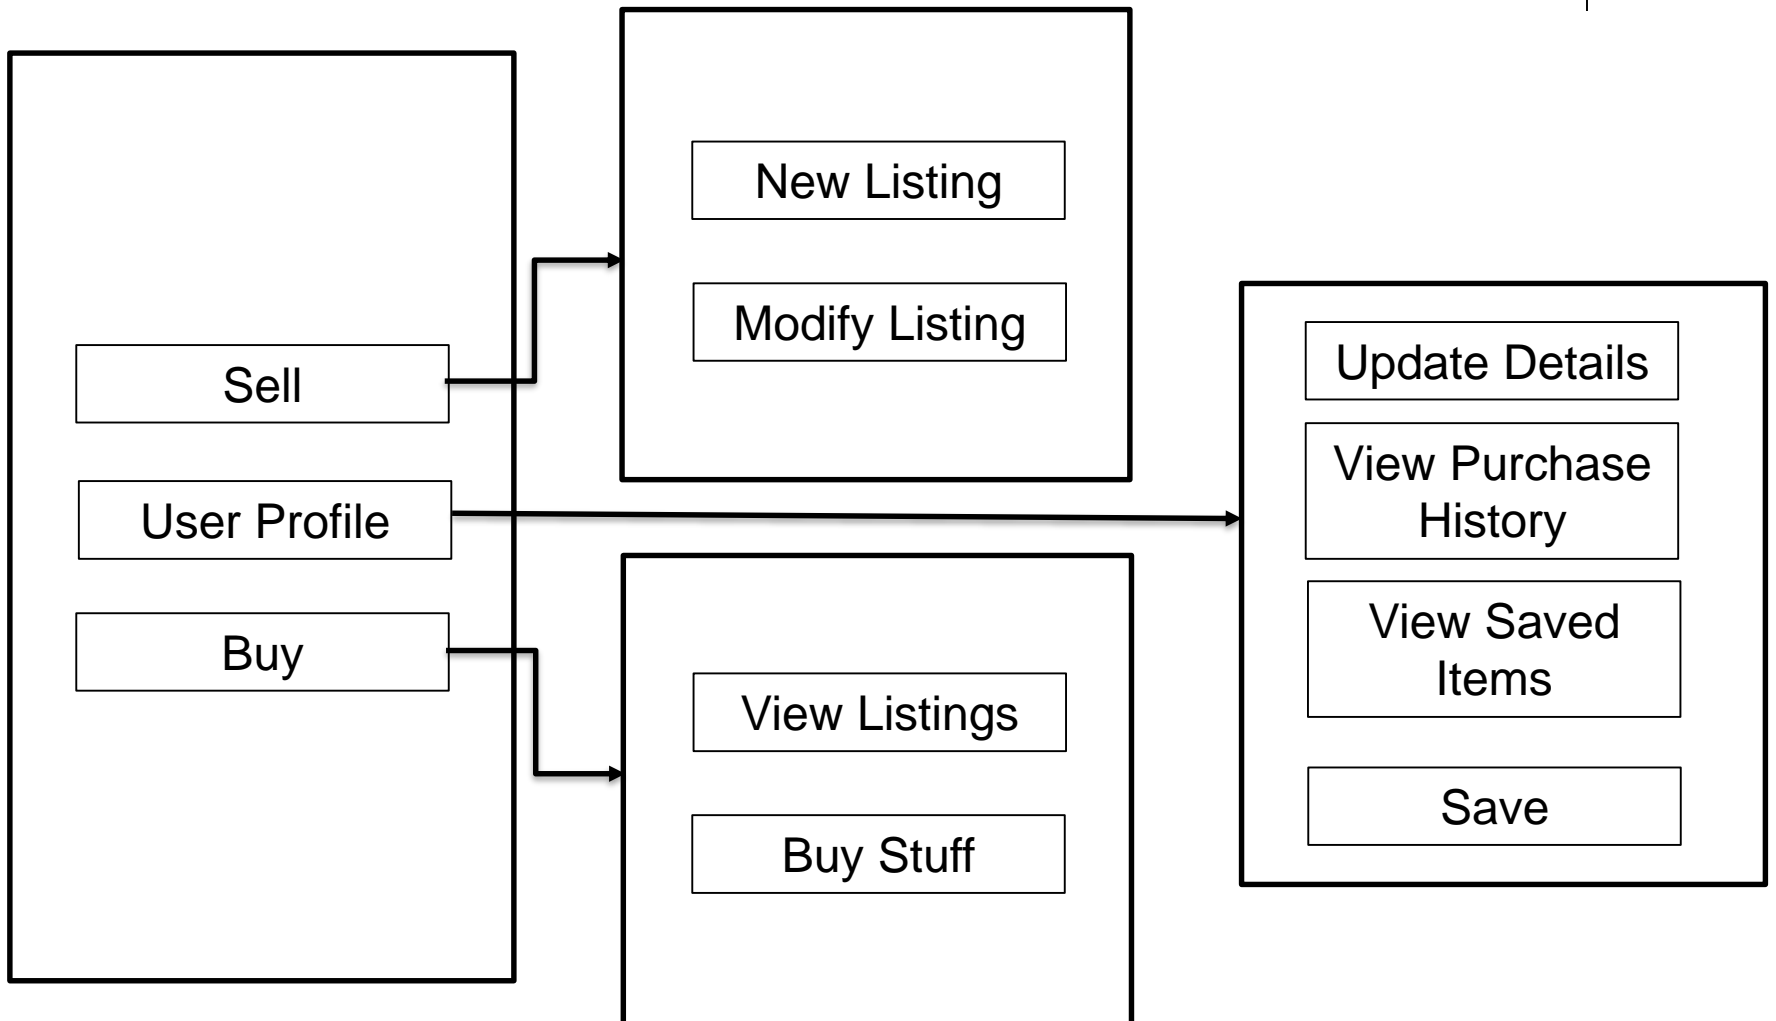 Sell
User Profile
Buy
New Listing
Modify Listing
View Listings
Buy Stuff
Update Details
View Purchase
History
View Saved
Items
Save